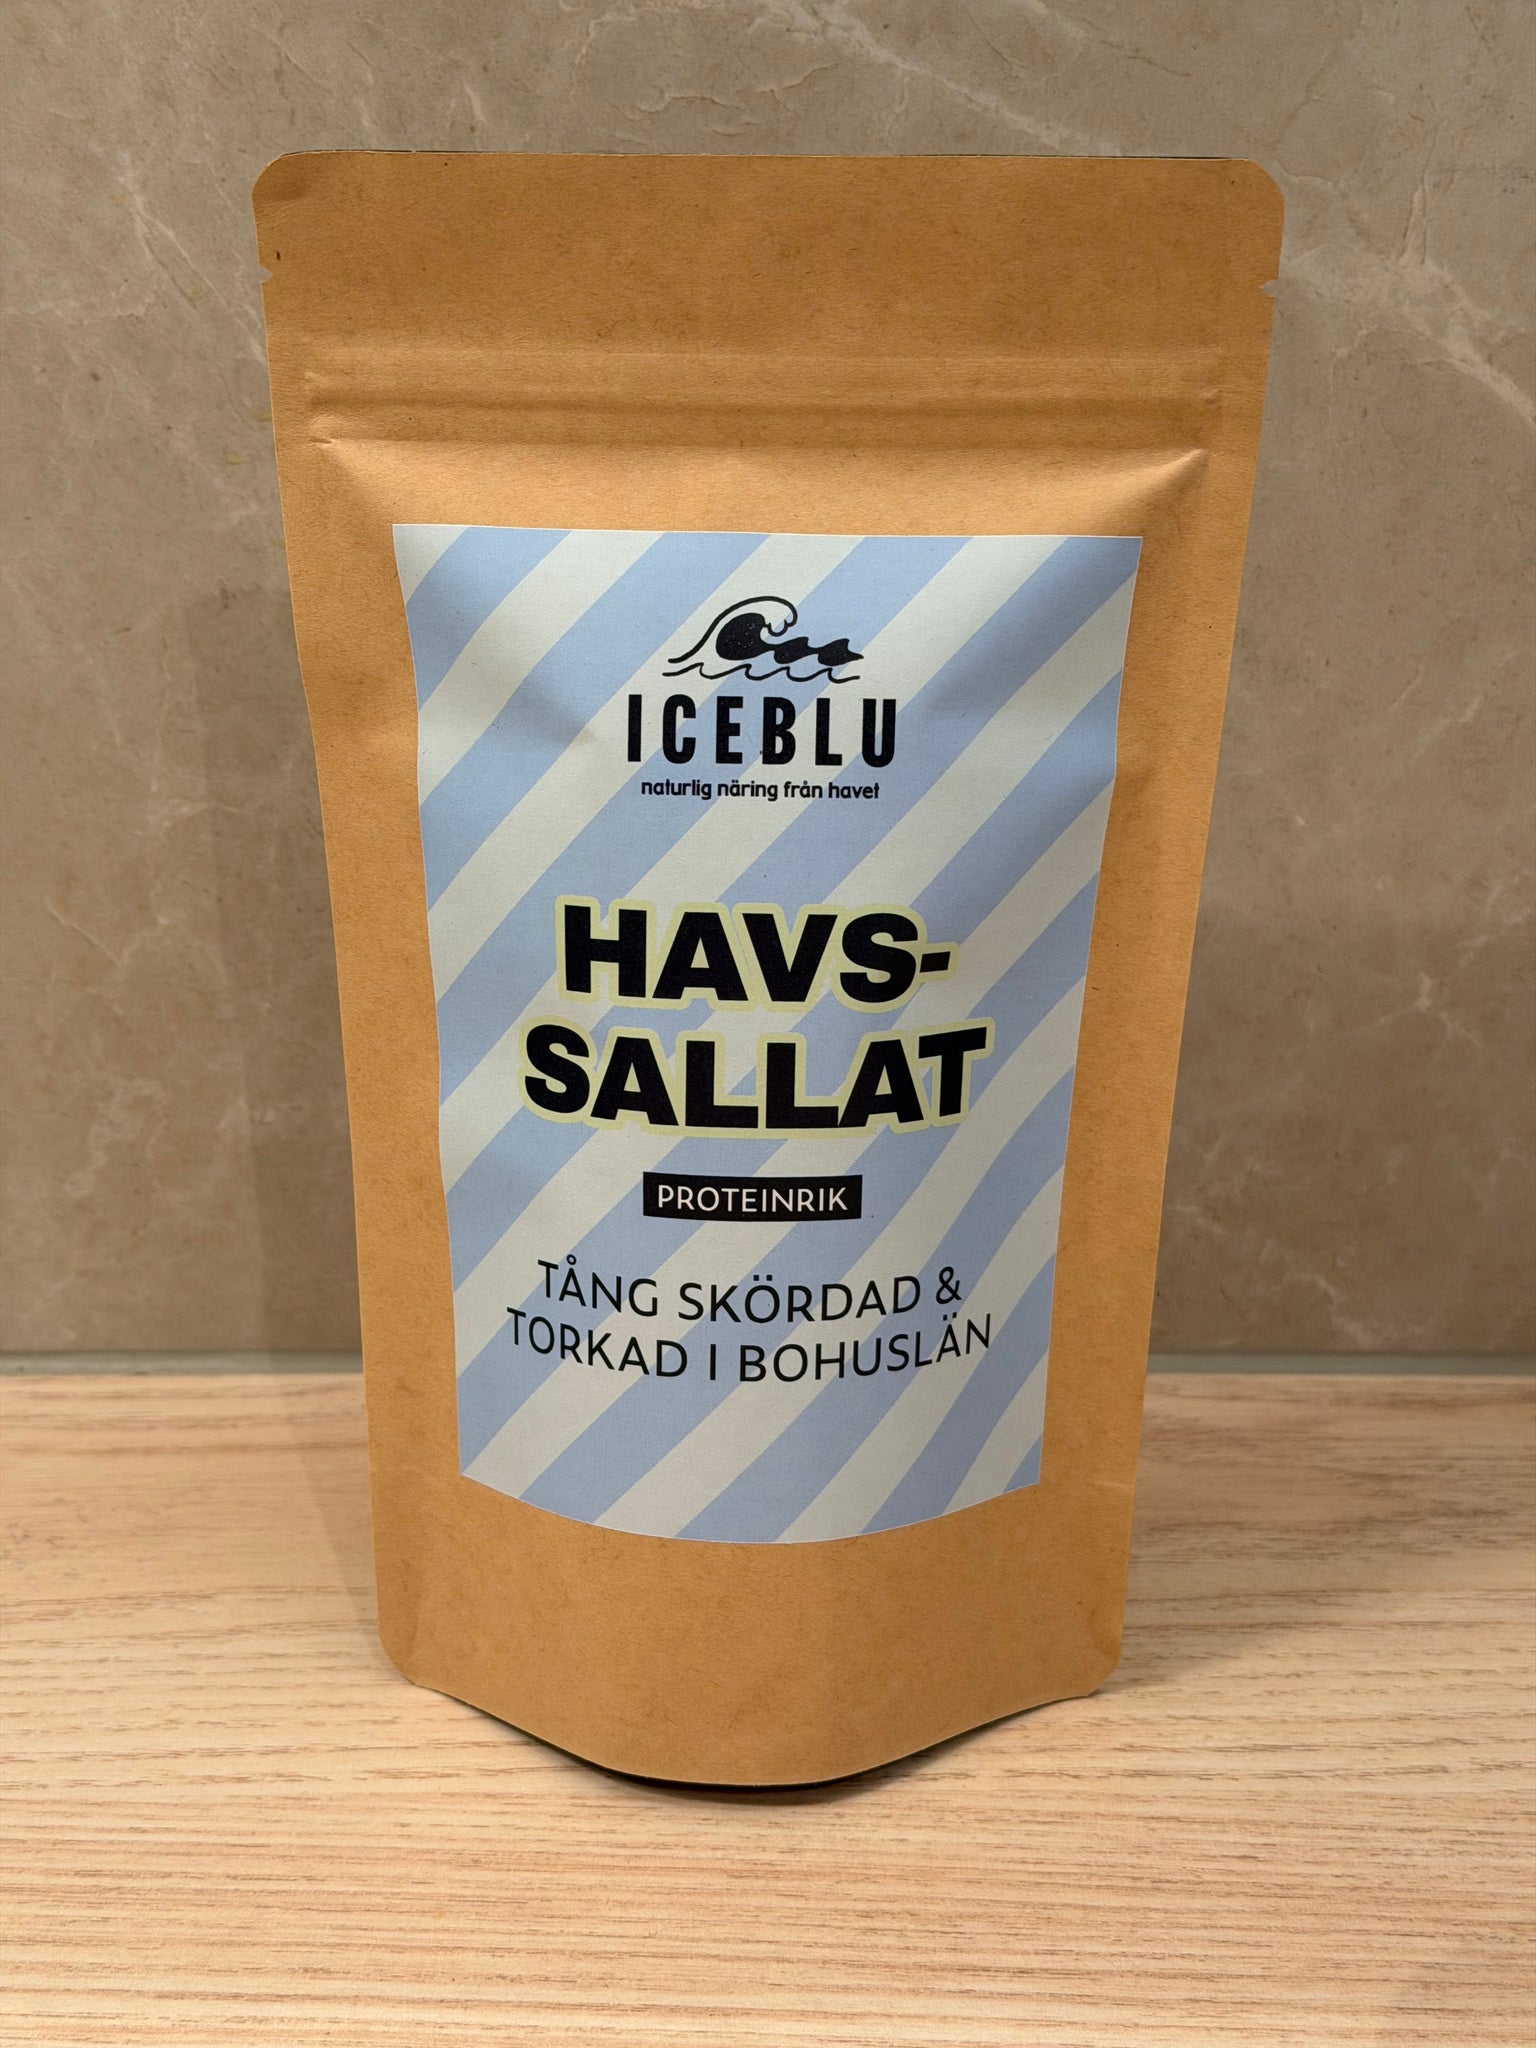 ICEBLU
naturlig näring från havet
HAVS-
SALLAT
PROTEINRIK
TÅNG SKÖRDAD &
TORKAD I BOHUSLÄN